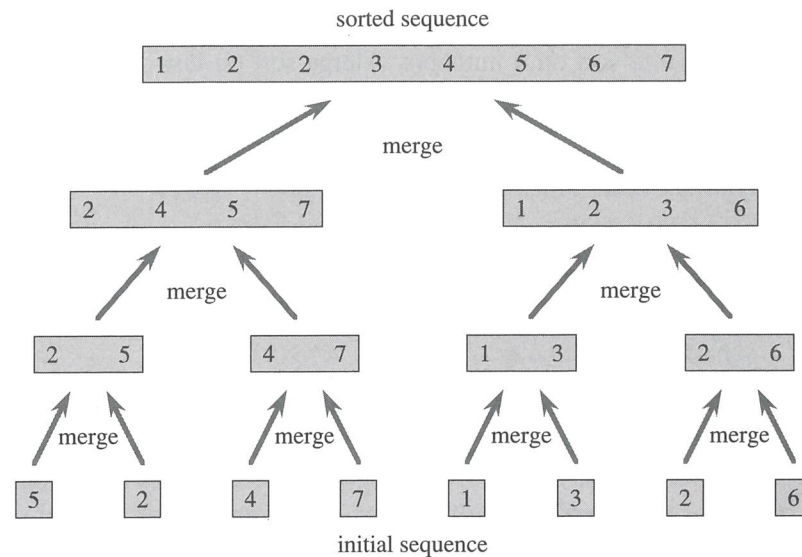 sorted sequence
1 2 2 3 4 5 6 7
merge
2 4 5 7
1 2 3 6
merge
merge
2 5
4 7
1 3
2 6
merge
merge
merge
merge
5
2
4
7
1
3
2
6
initial sequence